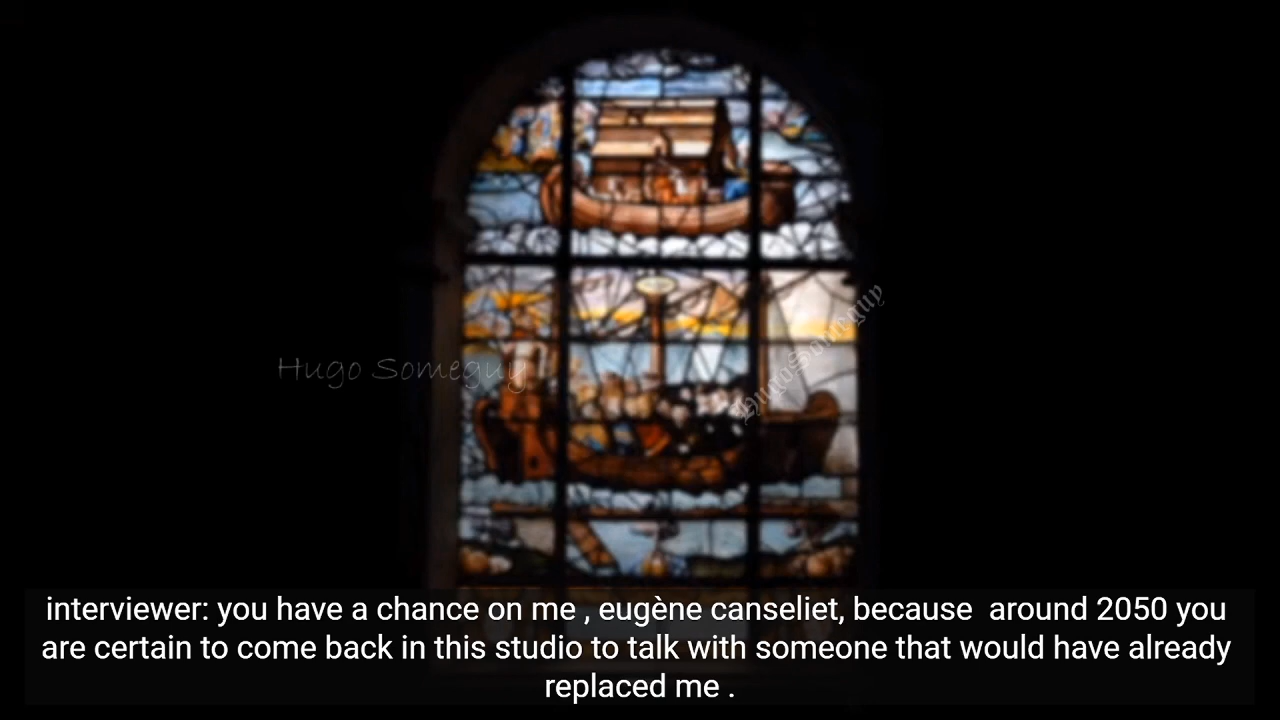 Hugo Someguy
HugoSomeguy
interviewer: you have a chance on me , eugène canseliet, because  around 2050 you
are certain to come back in this studio to talk with someone that would have already
replaced me .